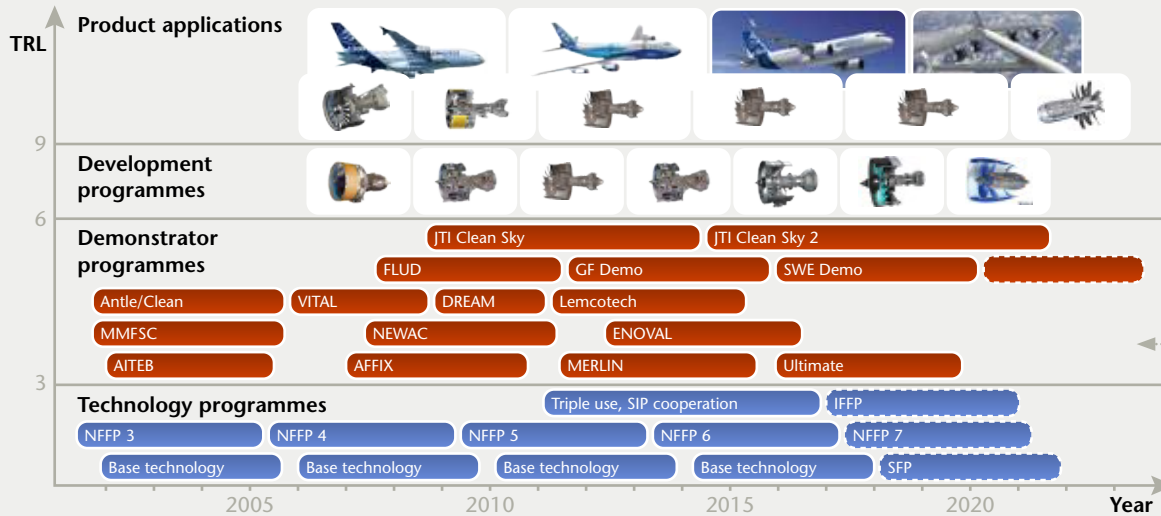 Product applications
TRL
9
Development
programmes
6
Demonstrator
programmes
JTI Clean Sky
JTI Clean Sky 2
FLUD
GF Demo
SWE Demo
Antle/Clean
VITAL
DREAM
Lemcotech
MMFSC
NEWAC
ENOVAL
AITEB
AFFIX
MERLIN
Ultimate
3
Technology programmes
Triple use, SIP cooperation
IFFP
NFFP 3
NFFP 4
NFFP 5
NFFP 6
NFFP 7
Base technology
Base technology
Base technology
Base technology
SFP
2005
2010
2015
2020
Year